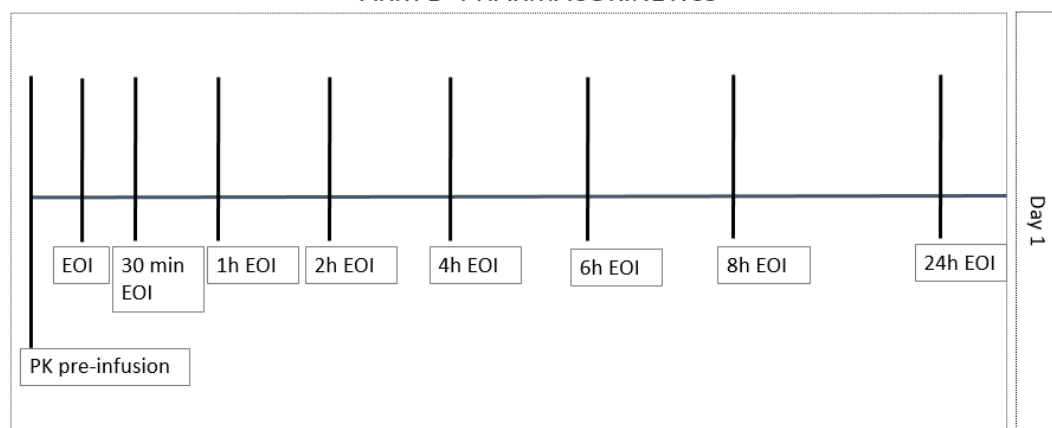 EOI
30 min
EOI
1h EOI
2h EOI
4h EOI
6h EOI
8h EOI
24h EOI
PK pre-infusion
Day 1